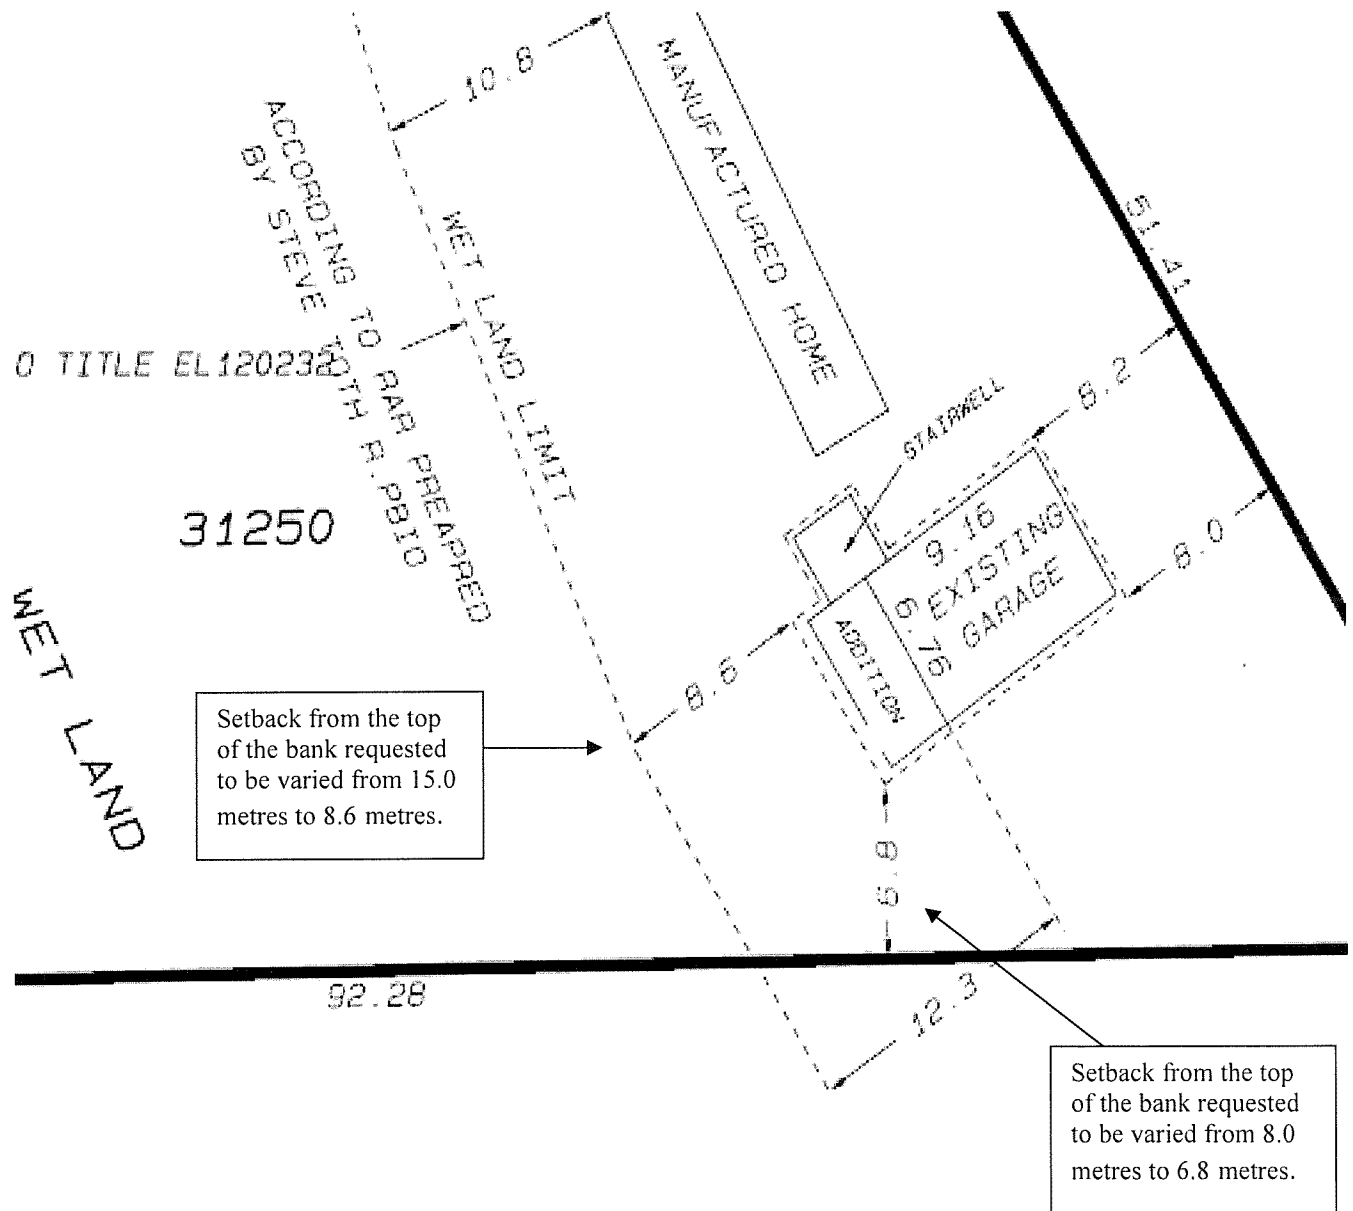 10.8
MANUFACTURED HOME
ACCORDING TO RAR PREAPRED
BY STEVE TOTH R.PBIO
WET LAND LIMIT
51.41
O TITLE EL120232
8.2
STAIRWELL
31250
9.16
EXISTING
GARAGE
6.76
8.0
ADDITION
WET LAND
8.6
Setback from the top
of the bank requested
to be varied from 15.0
metres to 8.6 metres.
6.8
92.28
12.3
Setback from the top
of the bank requested
to be varied from 8.0
metres to 6.8 metres.